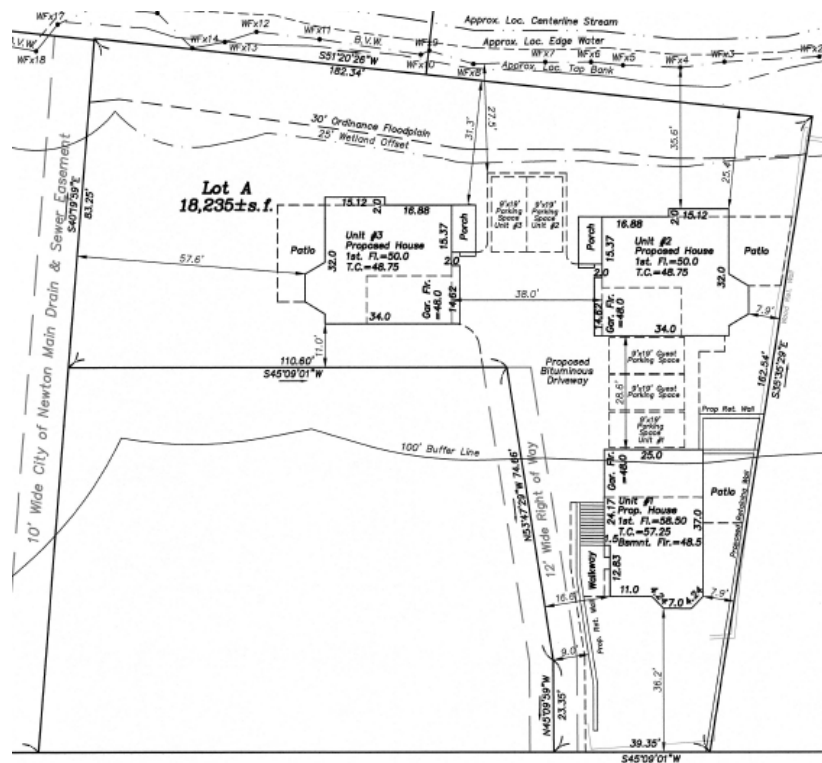 WFx17
WFx12
WFx11
WFx14
WFx13
B.V.W.
WFx18
B.V.W.
WFx9
WFx10
Approx. Loc. Centerline Stream
Approx. Loc. Edge Water
WFx8
WFx7
WFx6
WFx5
WFx4
WFx3
WFx2
Approx. Loc. Top Bank
S51°20'26"W
182.34'
30' Ordinance Floodplain
25' Wetland Offset
31.3'
27.5'
35.6'
25.4'
10' Wide City of Newton Main Drain & Sewer Easement
S40°19'59"E
83.25'
Lot A
18,235±s.f.
57.6'
Patio
15.12
2.0
16.88
32.0
Unit #3
Proposed House
1st. Fl.=50.0
T.C.=48.75
15.37
Porch
2.0
Gar. Flr.
=48.0
14.62
34.0
11.0'
9'x19'
Parking
Space
Unit #3
9'x19'
Parking
Space
Unit #2
38.0'
Porch
16.88
2.0
15.12
15.37
Unit #2
Proposed House
1st. Fl.=50.0
T.C.=48.75
32.0
Patio
2.0
Gar. Flr.
=48.0
14.62
34.0
7.9'
162.54'
S35°35'29"E
110.60'
S45°09'01"W
Proposed
Bituminous
Driveway
28.6'
9'x19' Guest
Parking Space
9'x19' Guest
Parking Space
9'x19'
Parking
Space
Unit #1
Prop Ret. Wall
100' Buffer Line
N53°47'29"W 74.66'
12' Wide Right of Way
25.0
Gar. Flr.
=48.0
Unit #1
Prop. House
1st. Fl.=58.50
T.C.=57.25
Bsmnt. Flr.=48.5
24.17
37.0
Patio
Proposed Retaining Wall
1.5
12.83
Walkway
11.0
4.24
7.0
4.24
7.9'
Prop. Ret. Wall
9.0'
36.2'
N45°09'59"W
23.35'
39.35'
S45°09'01"W